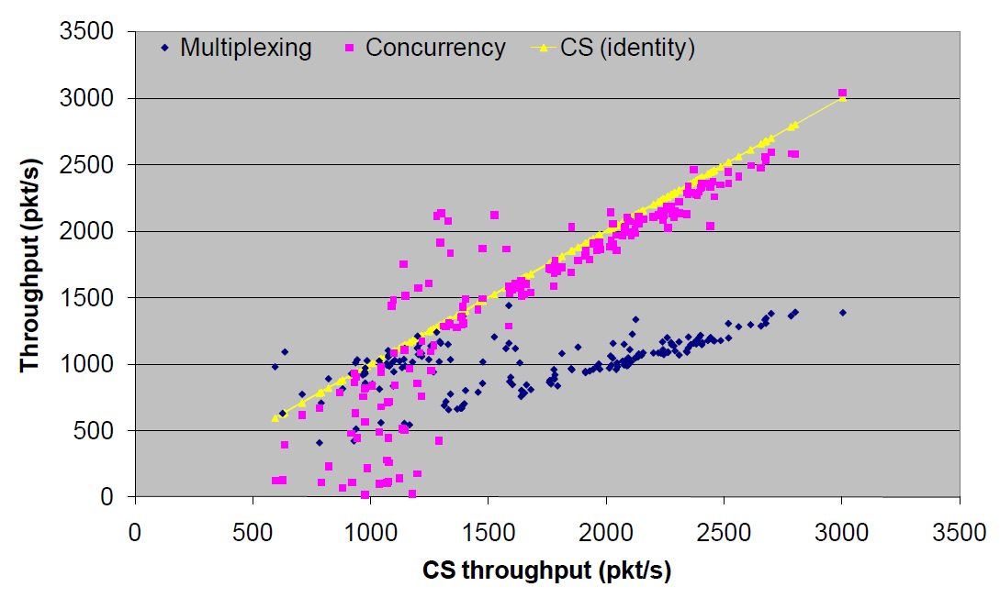 3500
Multiplexing Concurrency CS (identity)
3000
2500
2000
1500
1000
500
0
Throughput (pkt/s)
0 500 1000 1500 2000 2500 3000 3500
CS throughput (pkt/s)